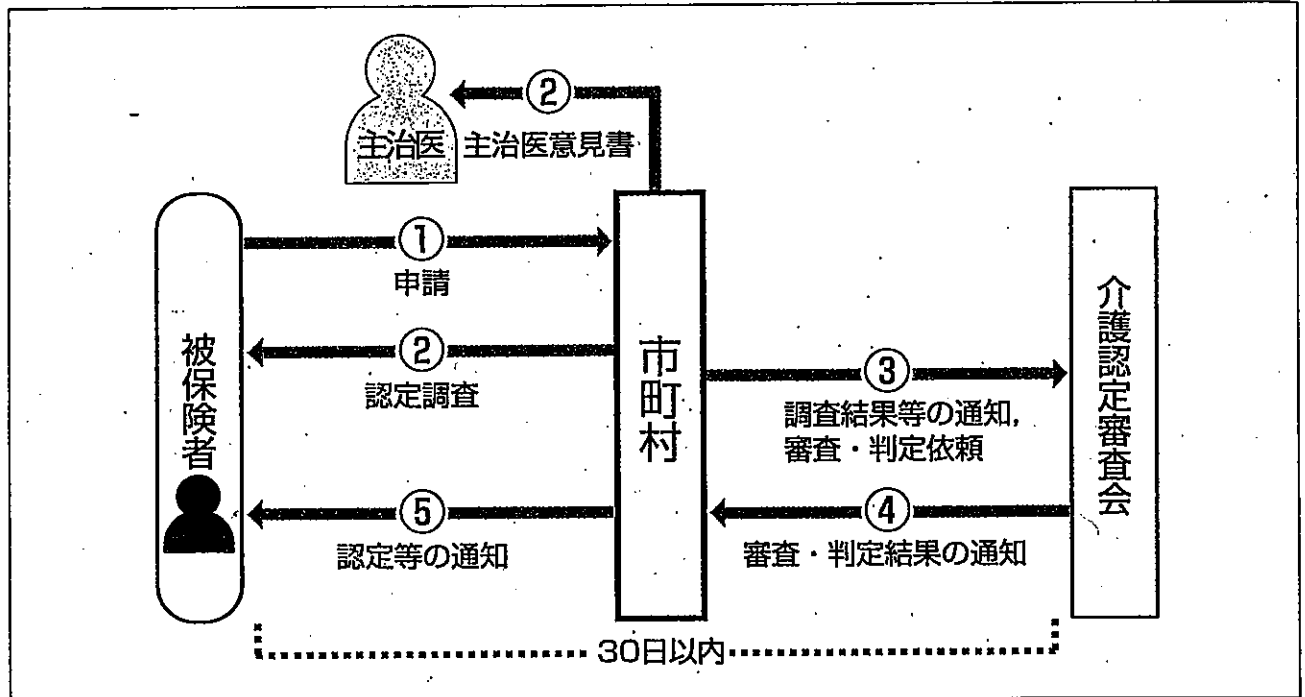 ②
主治医
主治医意見書
①
申請
被保険者
②
認定調査
市町村
③
調査結果等の通知,
審査・判定依頼
介護認定審査会
⑤
認定等の通知
④
審査・判定結果の通知
30日以内